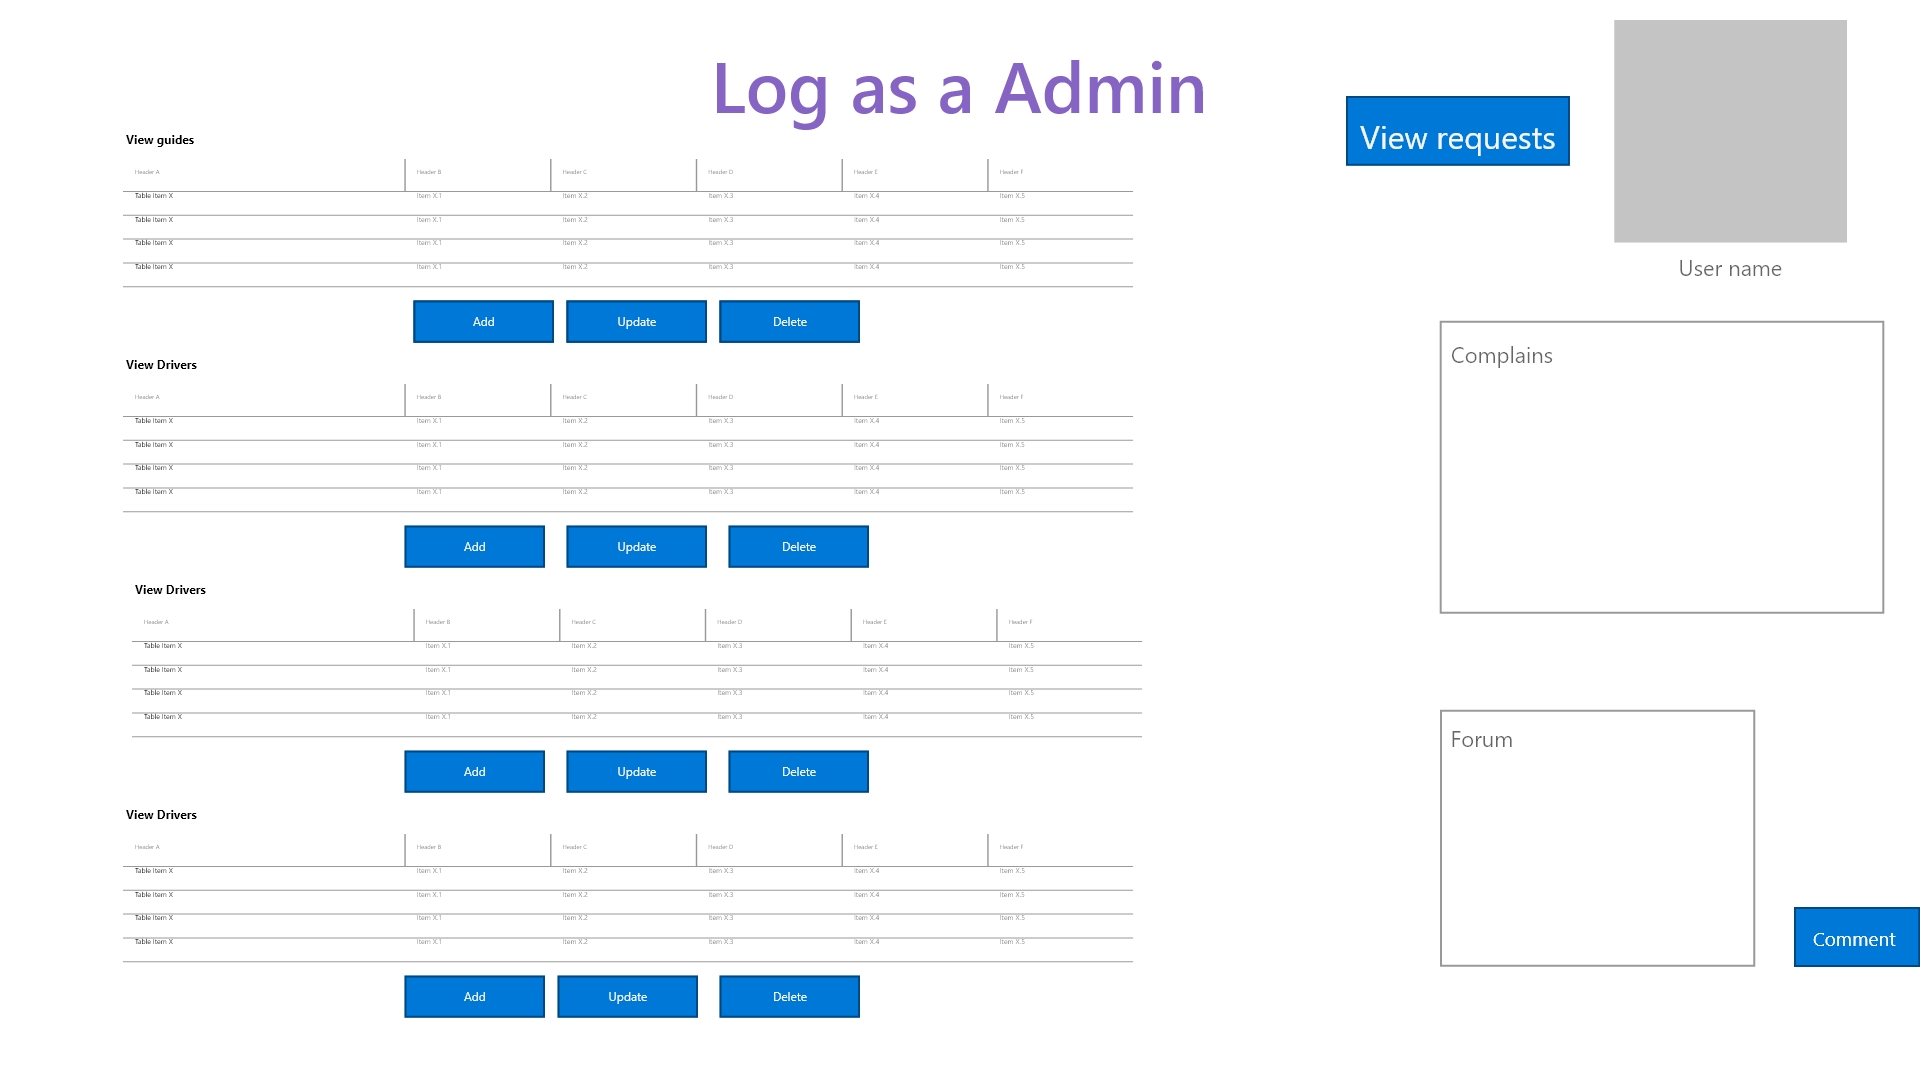 Log as a Admin
View requests
User name
View guides
Header A Header B Header C Header D Header E Header F
Table Item X Item X.1 Item X.2 Item X.3 Item X.4 Item X.5
Table Item X Item X.1 Item X.2 Item X.3 Item X.4 Item X.5
Table Item X Item X.1 Item X.2 Item X.3 Item X.4 Item X.5
Table Item X Item X.1 Item X.2 Item X.3 Item X.4 Item X.5
Add Update Delete
View Drivers
Header A Header B Header C Header D Header E Header F
Table Item X Item X.1 Item X.2 Item X.3 Item X.4 Item X.5
Table Item X Item X.1 Item X.2 Item X.3 Item X.4 Item X.5
Table Item X Item X.1 Item X.2 Item X.3 Item X.4 Item X.5
Table Item X Item X.1 Item X.2 Item X.3 Item X.4 Item X.5
Add Update Delete
View Drivers
Header A Header B Header C Header D Header E Header F
Table Item X Item X.1 Item X.2 Item X.3 Item X.4 Item X.5
Table Item X Item X.1 Item X.2 Item X.3 Item X.4 Item X.5
Table Item X Item X.1 Item X.2 Item X.3 Item X.4 Item X.5
Table Item X Item X.1 Item X.2 Item X.3 Item X.4 Item X.5
Add Update Delete
View Drivers
Header A Header B Header C Header D Header E Header F
Table Item X Item X.1 Item X.2 Item X.3 Item X.4 Item X.5
Table Item X Item X.1 Item X.2 Item X.3 Item X.4 Item X.5
Table Item X Item X.1 Item X.2 Item X.3 Item X.4 Item X.5
Table Item X Item X.1 Item X.2 Item X.3 Item X.4 Item X.5
Add Update Delete
Complains
Forum
Comment